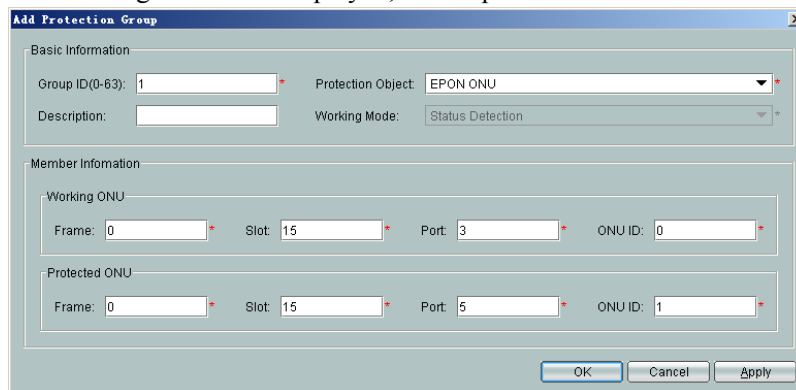 Add Protection Group
Basic Information
Group ID(0-63): 1 * Protection Object: EPON ONU *
Description: Working Mode: Status Detection *
Member Infomation
Working ONU
Frame: 0 * Slot: 15 * Port: 3 * ONU ID: 0 *
Protected ONU
Frame: 0 * Slot: 15 * Port: 5 * ONU ID: 1 *
OK Cancel Apply